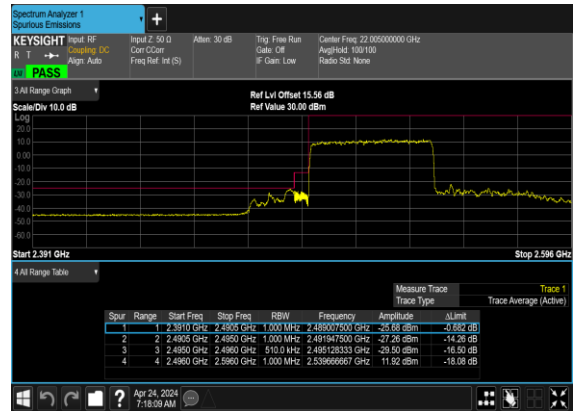 Spectrum Analyzer 1
Spurious Emissions
+
KEYSIGHT Input: RF Input Z: 50 Ω Atten: 30 dB Trig: Free Run Center Freq: 22.005000000 GHz
R T Coupling: DC Corr CCorr Gate: Off Avg|Hold: 100/100
Align: Auto Freq Ref: Int (S) IF Gain: Low Radio Std: None
PASS
3 All Range Graph
Ref Lvl Offset 15.56 dB
Scale/Div 10.0 dB Ref Value 30.00 dBm
Log
20.0
10.0
0.00
-10.0
-20.0
-30.0
-40.0
-50.0
-60.0
Start 2.391 GHz Stop 2.596 GHz
4 All Range Table
Measure Trace Trace 1
Trace Type Trace Average (Active)
Spur Range Start Freq Stop Freq RBW Frequency Amplitude ΔLimit
1 1 2.3910 GHz 2.4905 GHz 1.000 MHz 2.489007500 GHz -25.68 dBm -0.682 dB
2 2 2.4905 GHz 2.4950 GHz 1.000 MHz 2.491947500 GHz -27.26 dBm -14.26 dB
3 3 2.4950 GHz 2.4960 GHz 510.0 kHz 2.495128333 GHz -29.50 dBm -16.50 dB
4 4 2.4960 GHz 2.5960 GHz 1.000 MHz 2.539666667 GHz 11.92 dBm -18.08 dB
? Apr 24, 2024
7:18:09 AM